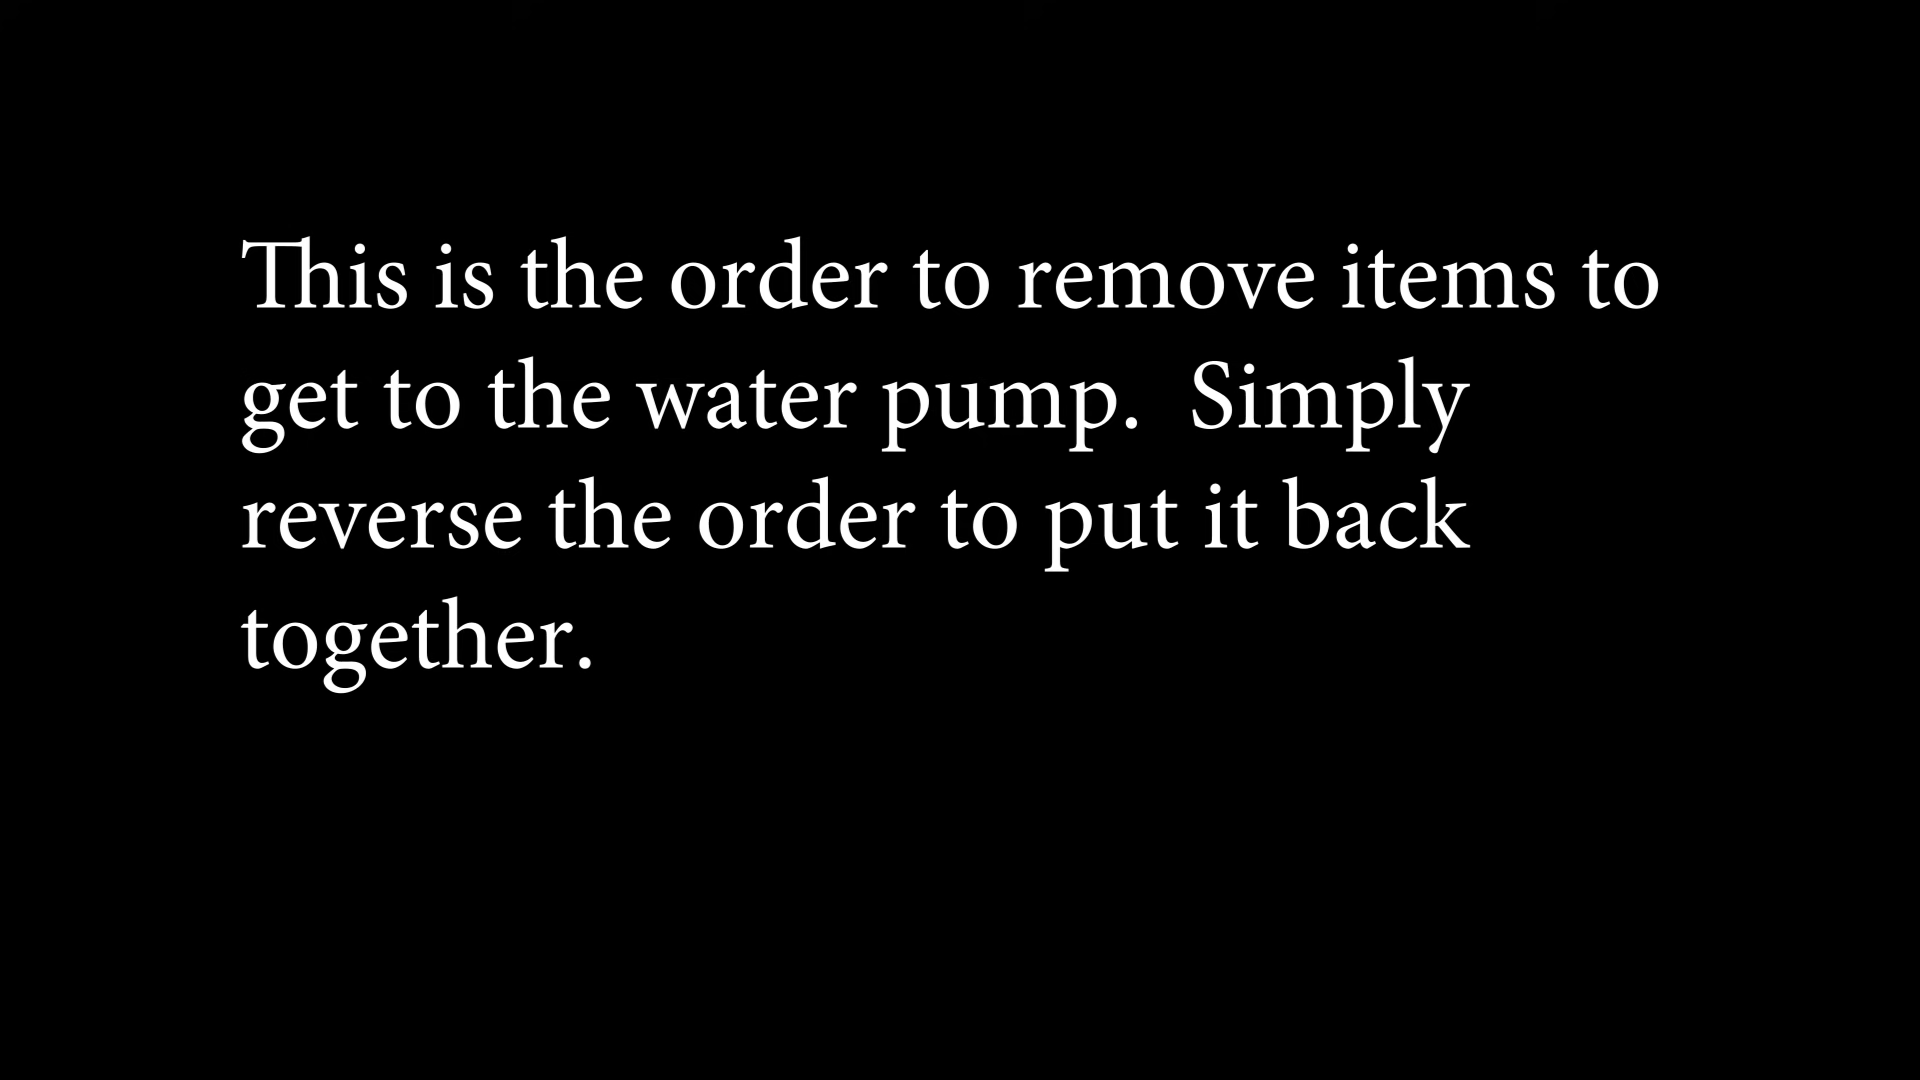 This is the order to remove items to
get to the water pump.  Simply
reverse the order to put it back
together.